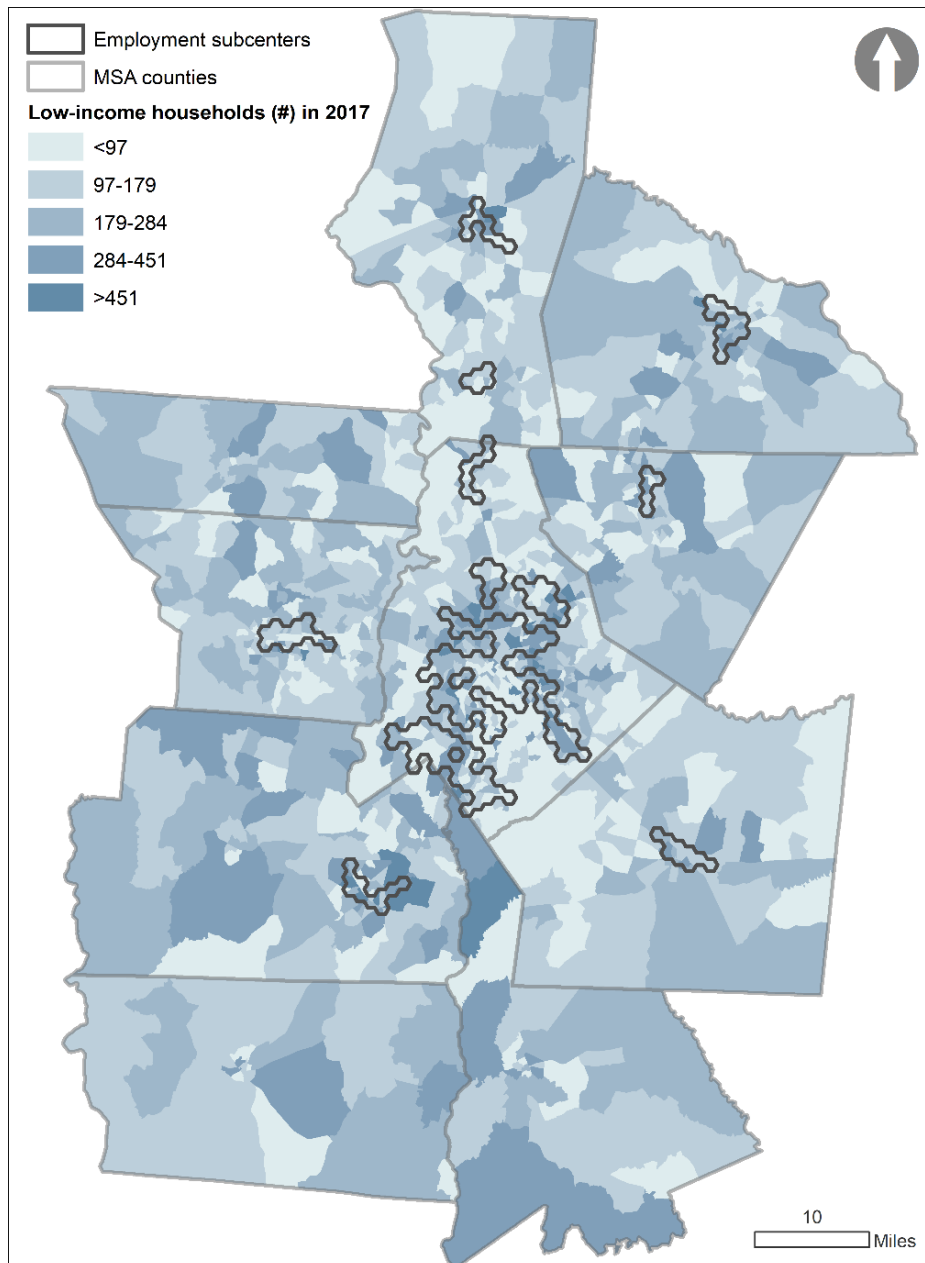 Employment subcenters
MSA counties
Low-income households (#) in 2017
<97
97-179
179-284
284-451
>451
10
Miles